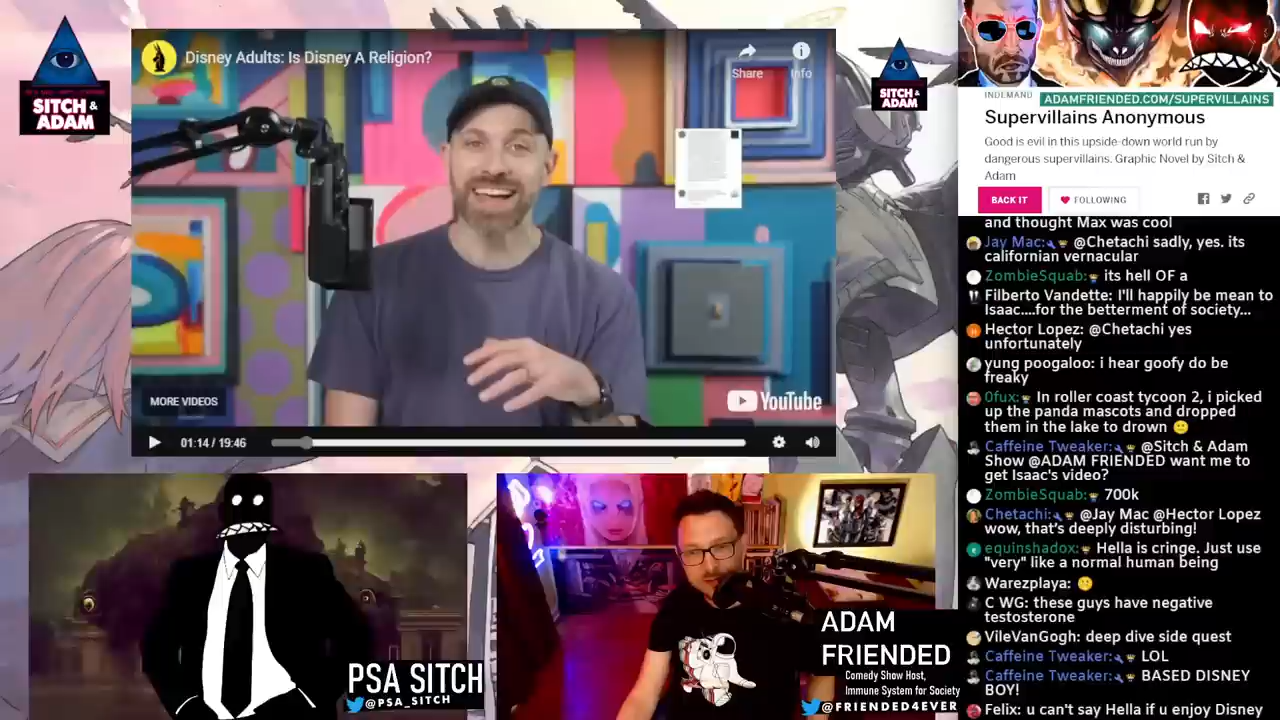 Disney Adults: Is Disney A Religion?
Share
Info
SITCH &
ADAM
SITCH &
ADAM
MORE VIDEOS
YouTube
01:14 / 19:46
PSA SITCH
@PSA_SITCH
ADAM
FRIENDED
Comedy Show Host,
Immune System for Society
@FRIENDED4EVER
INDEMAND
ADAMFRIENDED.COM/SUPERVILLAINS
Supervillains Anonymous
Good is evil in this upside-down world run by
dangerous supervillains. Graphic Novel by Sitch &
Adam
BACK IT
FOLLOWING
and thought Max was cool
Jay Mac: @Chetachi sadly, yes. its
californian vernacular
ZombieSquab: its hell OF a
Filberto Vandette: I'll happily be mean to
Isaac....for the betterment of society...
Hector Lopez: @Chetachi yes
unfortunately
yung poogaloo: i hear goofy do be
freaky
0fux: In roller coast tycoon 2, i picked
up the panda mascots and dropped
them in the lake to drown 🙁
Caffeine Tweaker: @Sitch & Adam
Show @ADAM FRIENDED want me to
get Isaac's video?
ZombieSquab: 700k
Chetachi: @Jay Mac @Hector Lopez
wow, that's deeply disturbing!
equinshadox: Hella is cringe. Just use
"very" like a normal human being
Warezplaya:
C WG: these guys have negative
testosterone
VileVanGogh: deep dive side quest
Caffeine Tweaker: LOL
Caffeine Tweaker: BASED DISNEY
BOY!
Felix: u can't say Hella if u enjoy Disney